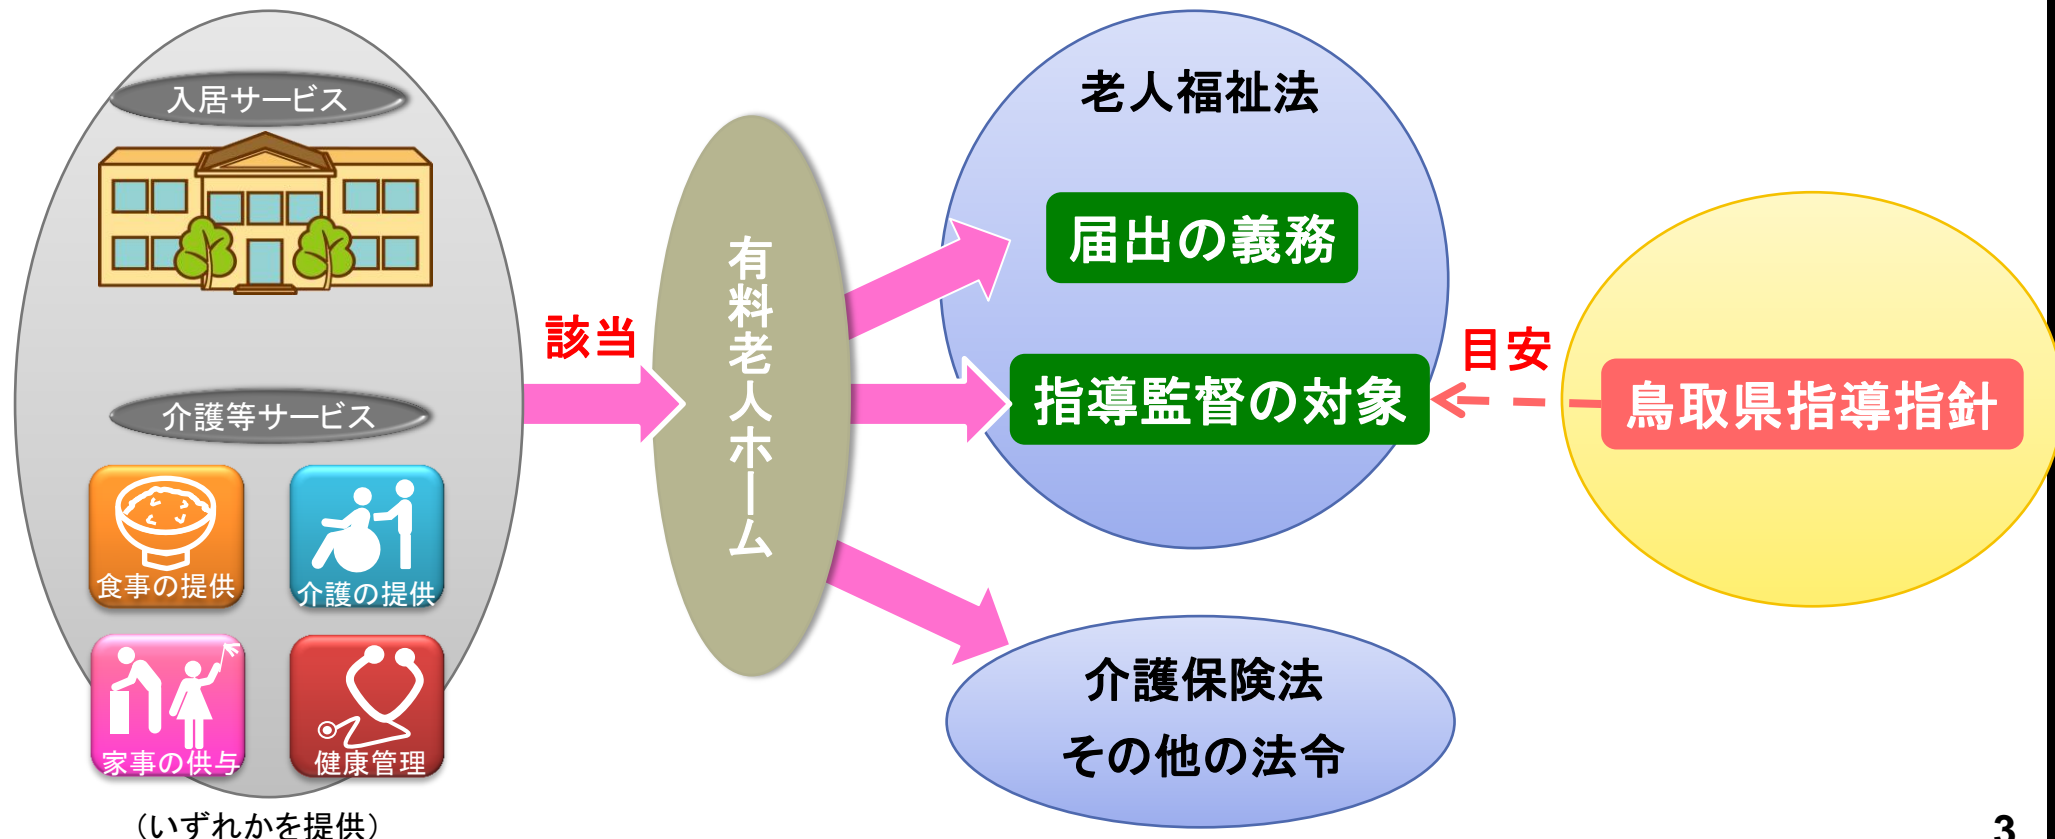 入居サービス
介護等サービス
食事の提供
介護の提供
家事の供与
健康管理
（いずれかを提供）
該当
有料老人ホーム
老人福祉法
届出の義務
指導監督の対象
目安
鳥取県指導指針
介護保険法
その他の法令
3